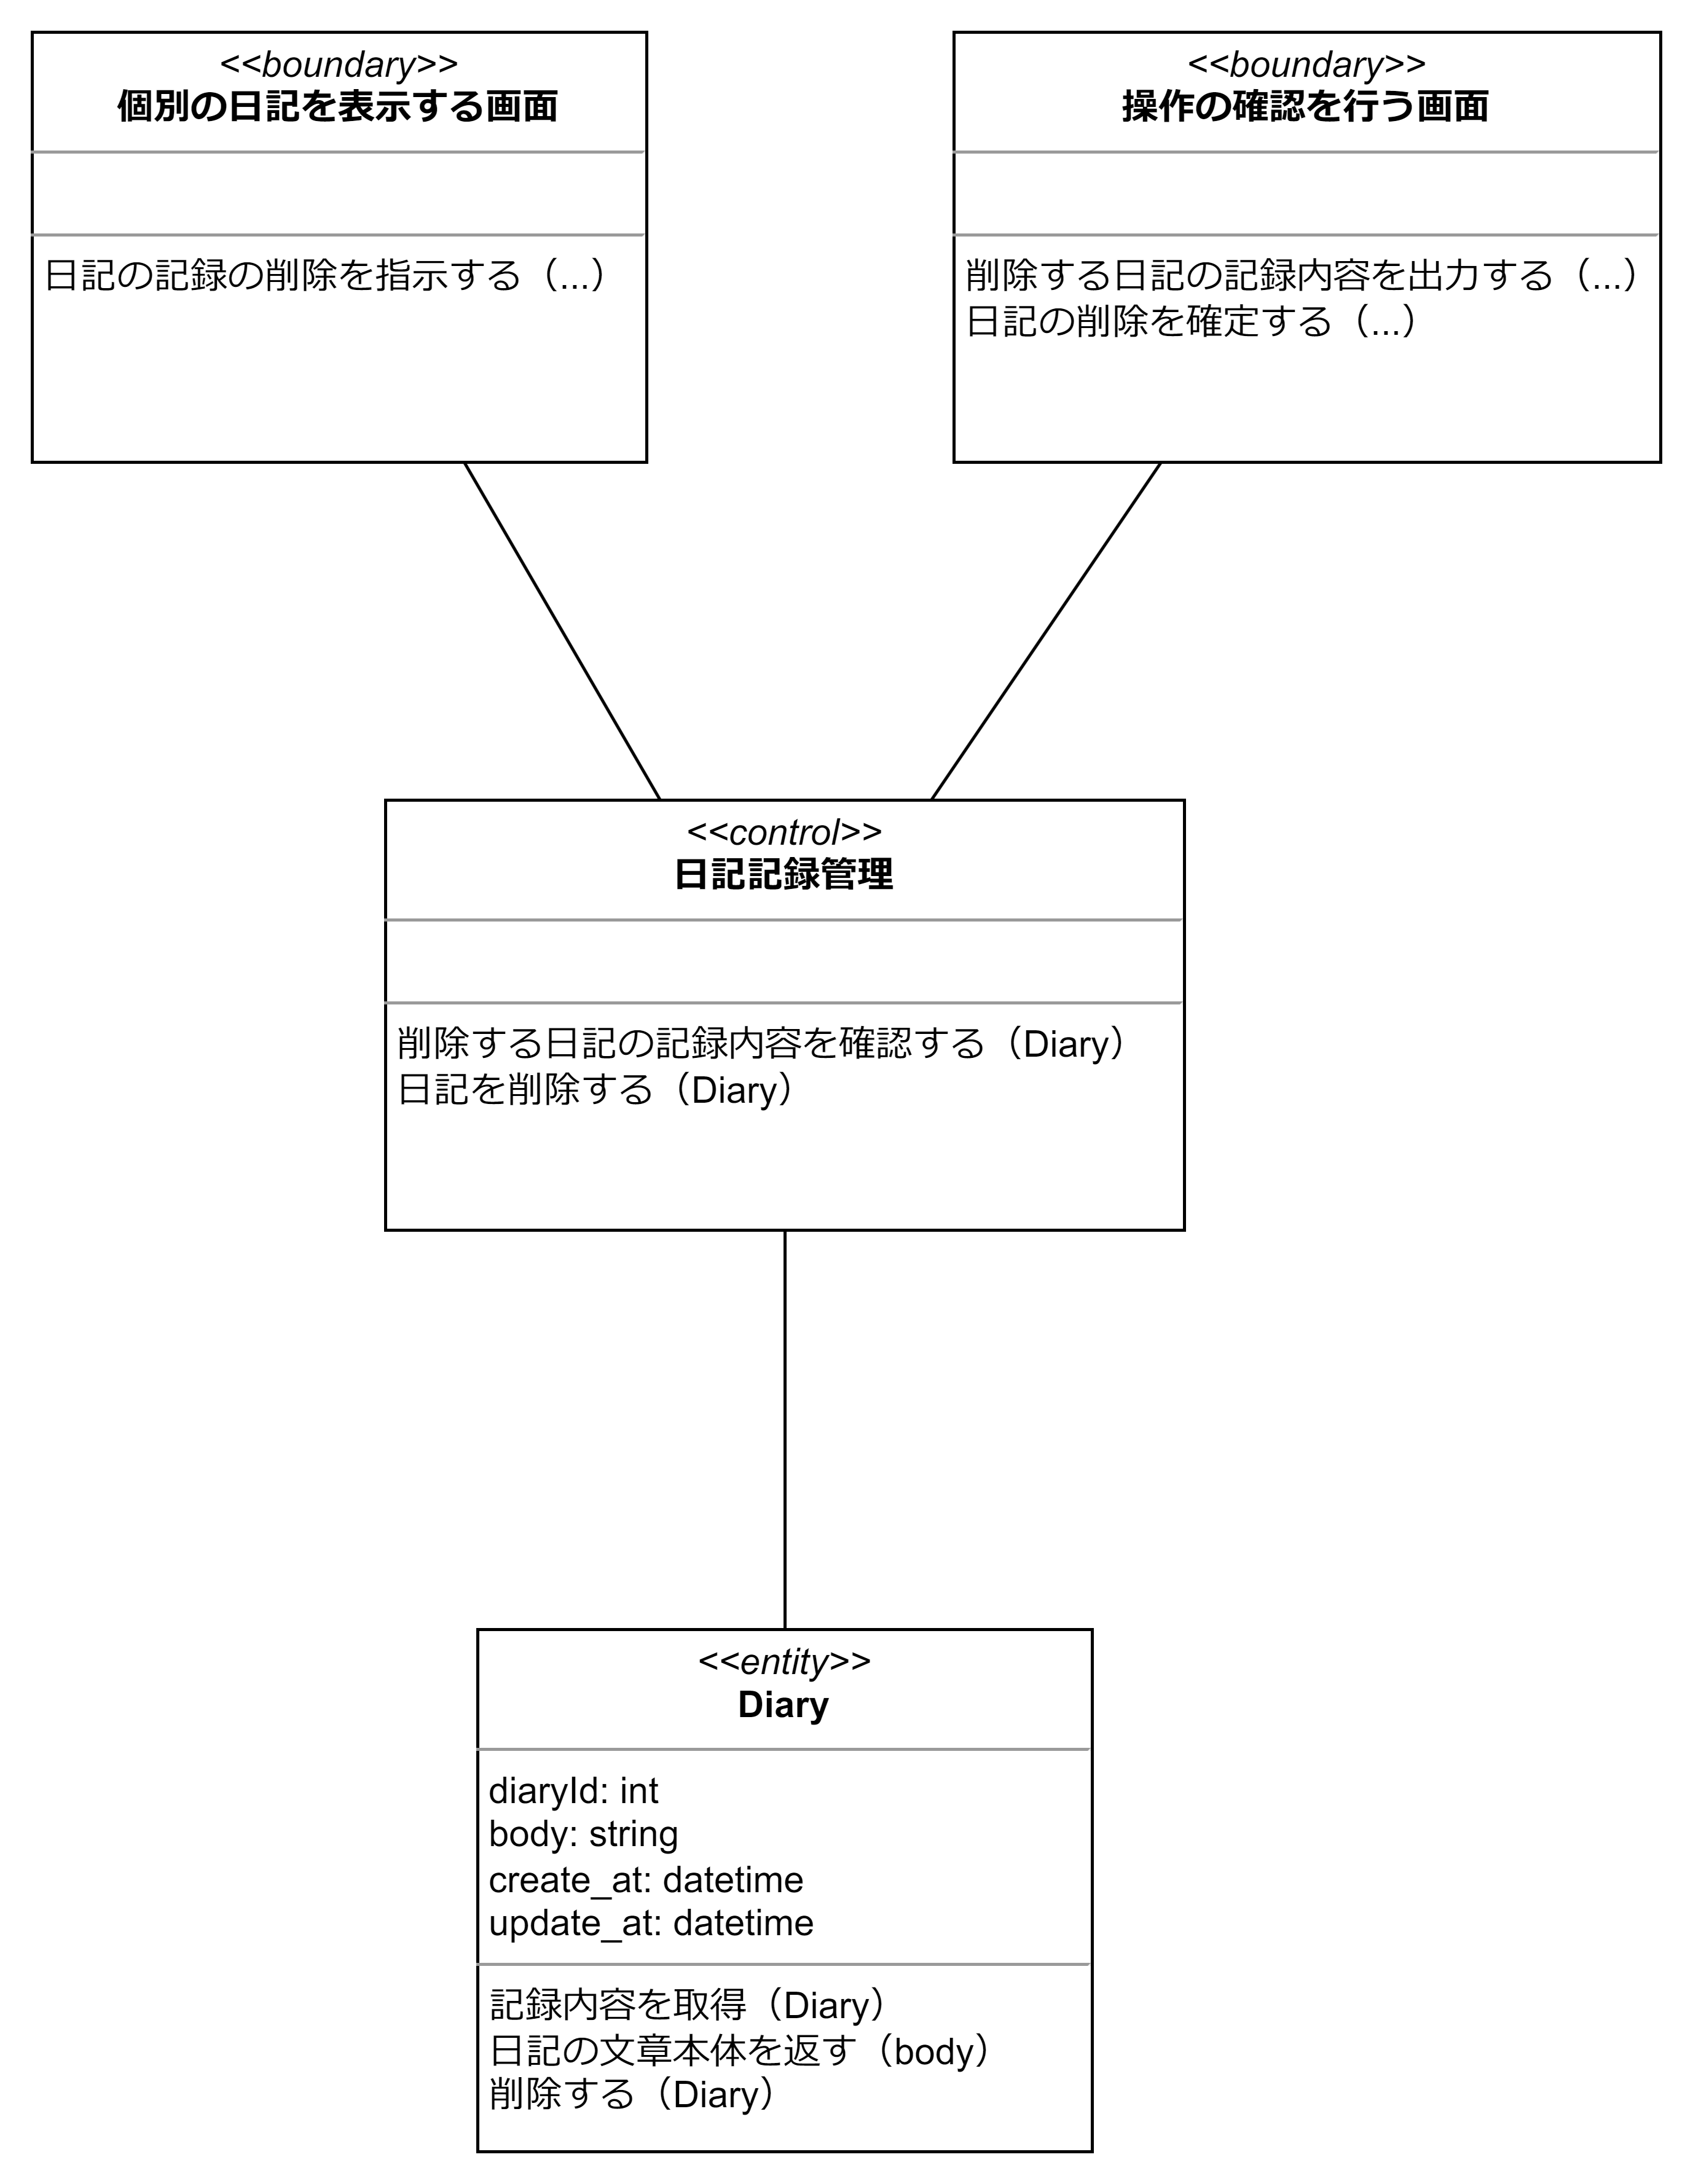 <<boundary>>
個別の日記を表示する画面
日記の記録の削除を指示する（...）
<<boundary>>
操作の確認を行う画面
削除する日記の記録内容を出力する（...）
日記の削除を確定する（...）
<<control>>
日記記録管理
削除する日記の記録内容を確認する（Diary）
日記を削除する（Diary）
<<entity>>
Diary
diaryId: int
body: string
create_at: datetime
update_at: datetime
記録内容を取得（Diary）
日記の文章本体を返す（body）
削除する（Diary）